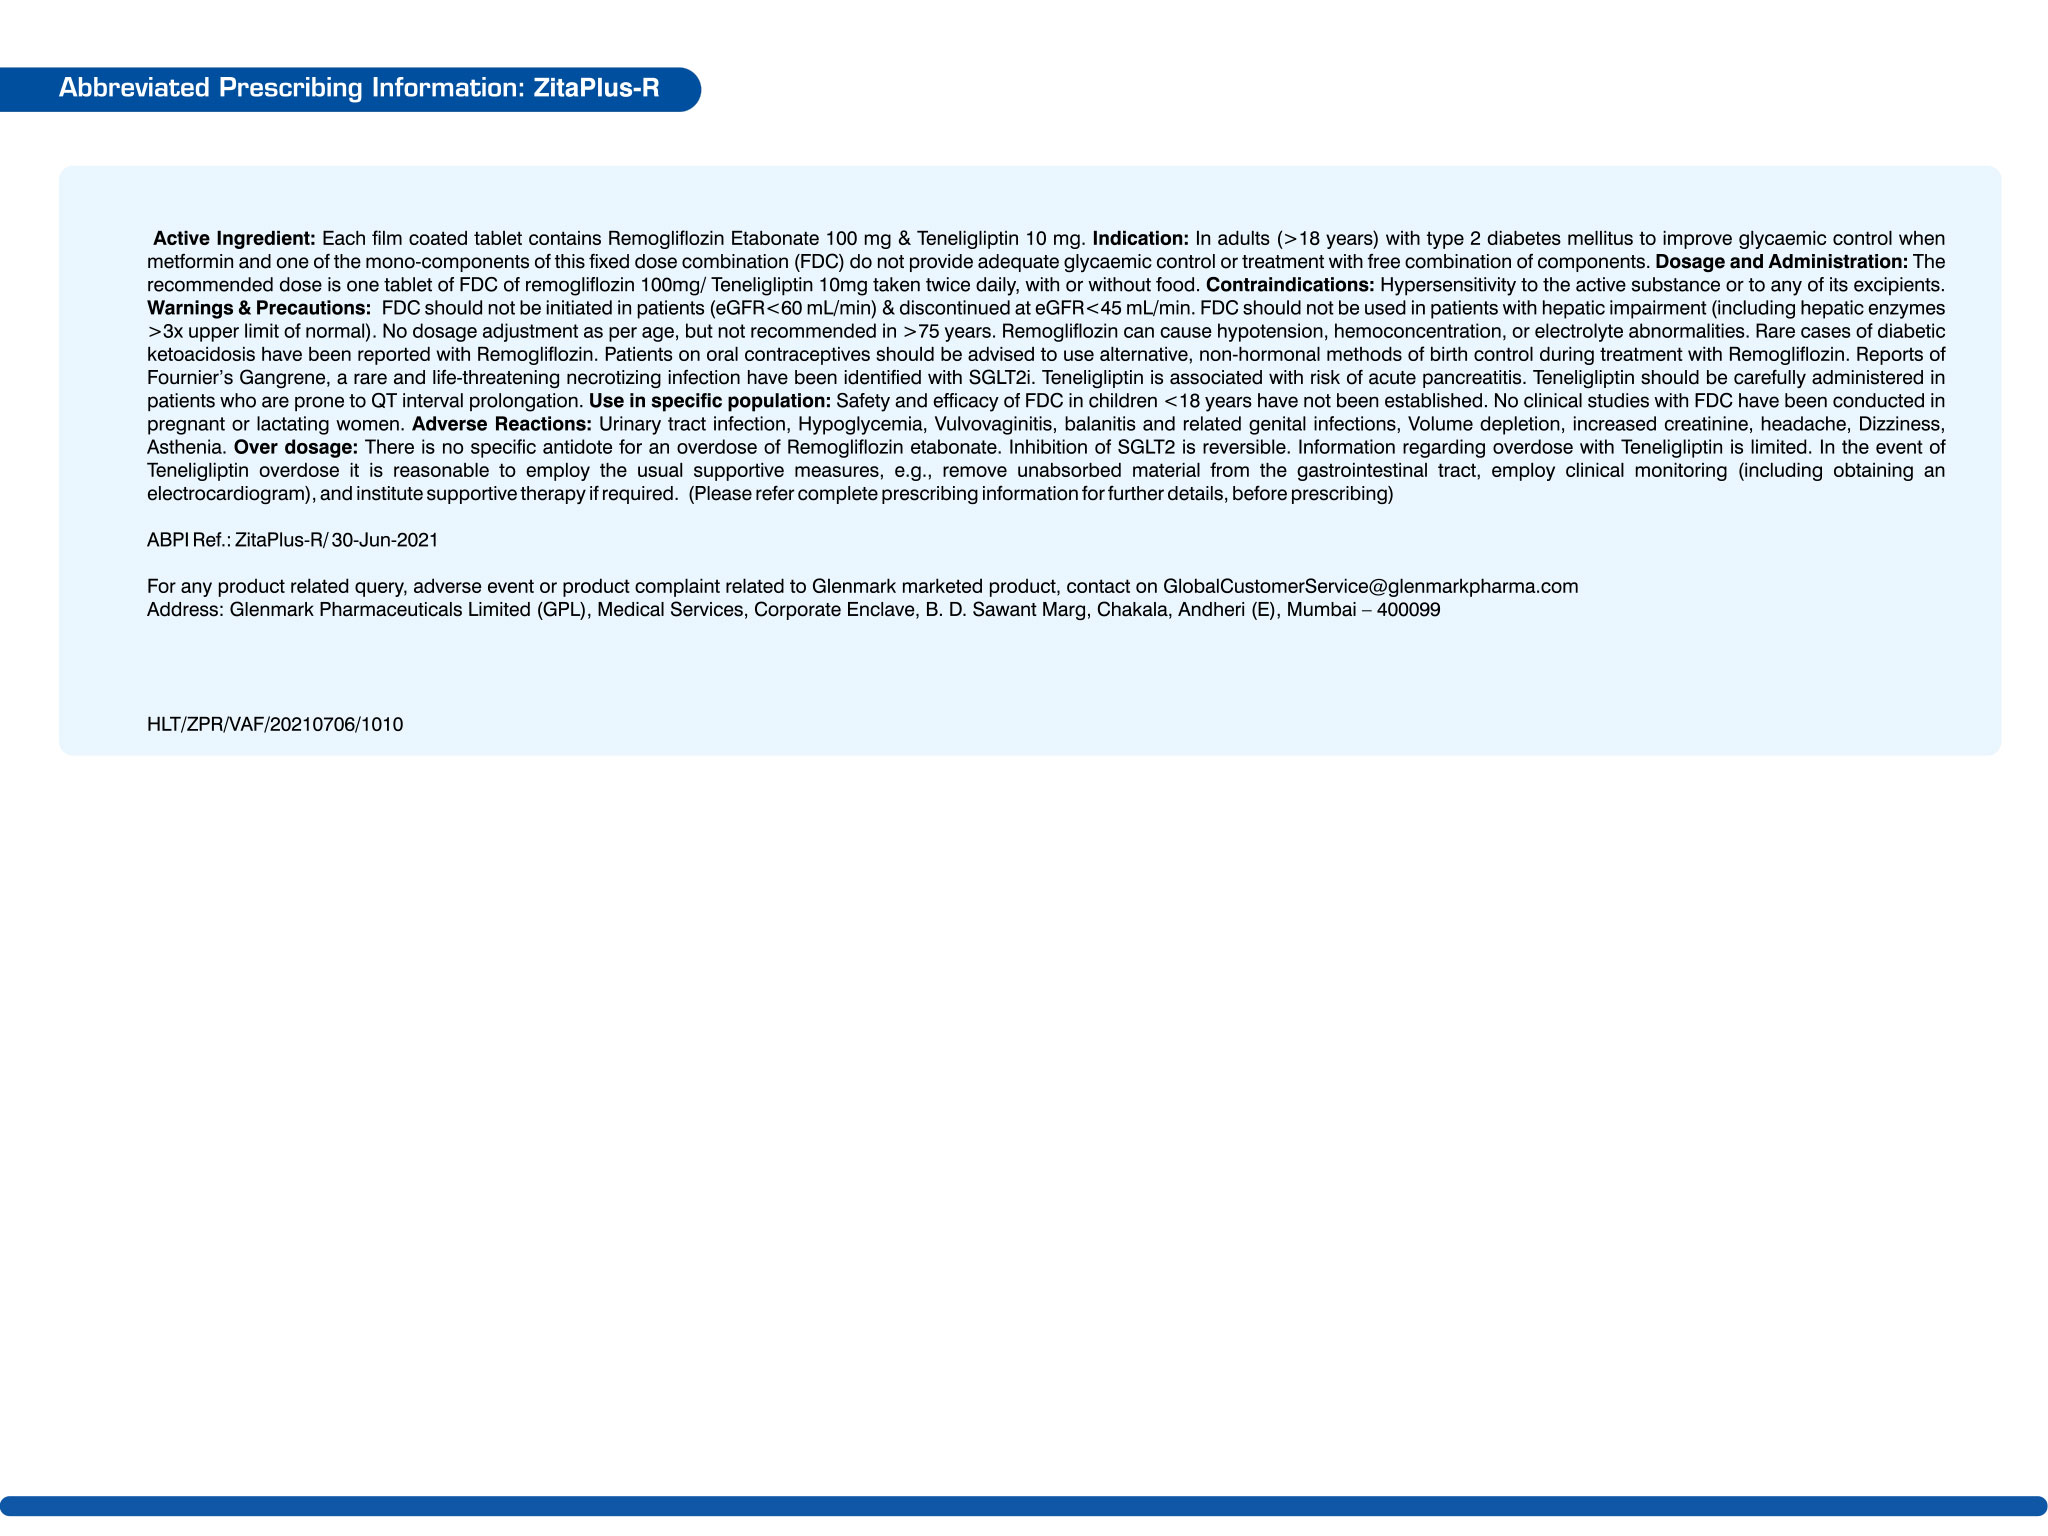 Abbreviated Prescribing Information: ZitaPlus-R
Active Ingredient: Each film coated tablet contains Remogliflozin Etabonate 100 mg & Teneligliptin 10 mg. Indication: In adults (>18 years) with type 2 diabetes mellitus to improve glycaemic control when
metformin and one of the mono-components of this fixed dose combination (FDC) do not provide adequate glycaemic control or treatment with free combination of components. Dosage and Administration: The
recommended dose is one tablet of FDC of remogliflozin 100mg/ Teneligliptin 10mg taken twice daily, with or without food. Contraindications: Hypersensitivity to the active substance or to any of its excipients.
Warnings & Precautions: FDC should not be initiated in patients (eGFR<60 mL/min) & discontinued at eGFR<45 mL/min. FDC should not be used in patients with hepatic impairment (including hepatic enzymes
>3x upper limit of normal). No dosage adjustment as per age, but not recommended in >75 years. Remogliflozin can cause hypotension, hemoconcentration, or electrolyte abnormalities. Rare cases of diabetic
ketoacidosis have been reported with Remogliflozin. Patients on oral contraceptives should be advised to use alternative, non-hormonal methods of birth control during treatment with Remogliflozin. Reports of
Fournier's Gangrene, a rare and life-threatening necrotizing infection have been identified with SGLT2i. Teneligliptin is associated with risk of acute pancreatitis. Teneligliptin should be carefully administered in
patients who are prone to QT interval prolongation. Use in specific population: Safety and efficacy of FDC in children <18 years have not been established. No clinical studies with FDC have been conducted in
pregnant or lactating women. Adverse Reactions: Urinary tract infection, Hypoglycemia, Vulvovaginitis, balanitis and related genital infections, Volume depletion, increased creatinine, headache, Dizziness,
Asthenia. Over dosage: There is no specific antidote for an overdose of Remogliflozin etabonate. Inhibition of SGLT2 is reversible. Information regarding overdose with Teneligliptin is limited. In the event of
Teneligliptin overdose it is reasonable to employ the usual supportive measures, e.g., remove unabsorbed material from the gastrointestinal tract, employ clinical monitoring (including obtaining an
electrocardiogram), and institute supportive therapy if required. (Please refer complete prescribing information for further details, before prescribing)
ABPI Ref.: ZitaPlus-R/ 30-Jun-2021
For any product related query, adverse event or product complaint related to Glenmark marketed product, contact on GlobalCustomerService@glenmarkpharma.com
Address: Glenmark Pharmaceuticals Limited (GPL), Medical Services, Corporate Enclave, B. D. Sawant Marg, Chakala, Andheri (E), Mumbai – 400099
HLT/ZPR/VAF/20210706/1010